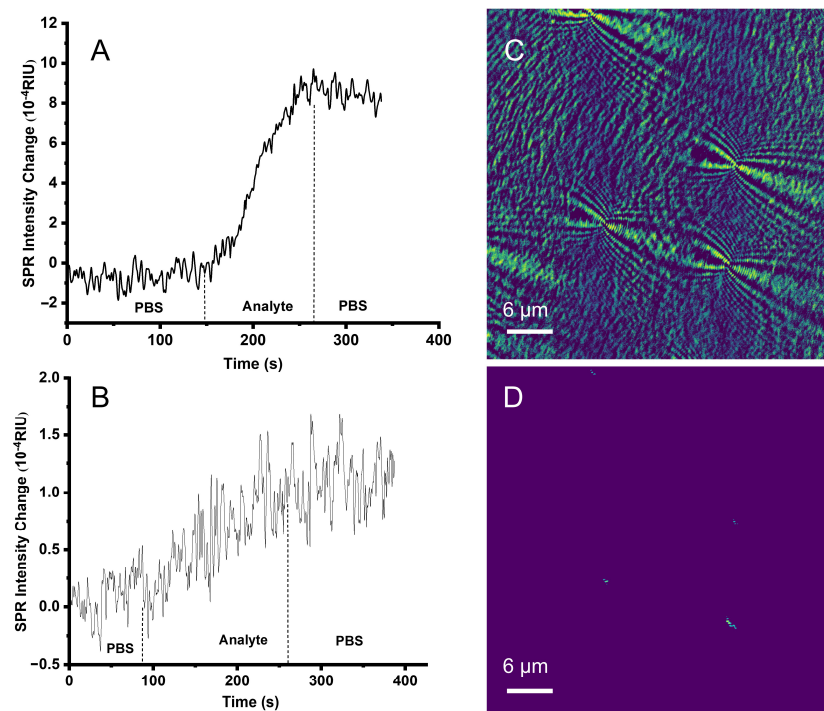 A
SPR Intensity Change (10⁻⁴RIU)
12
10
8
6
4
2
0
−2
PBS
Analyte
PBS
0
100
200
300
400
Time (s)
B
SPR Intensity Change (10⁻⁴RIU)
2.0
1.5
1.0
0.5
0.0
−0.5
PBS
Analyte
PBS
0
100
200
300
400
Time (s)
C
6 µm
D
6 µm